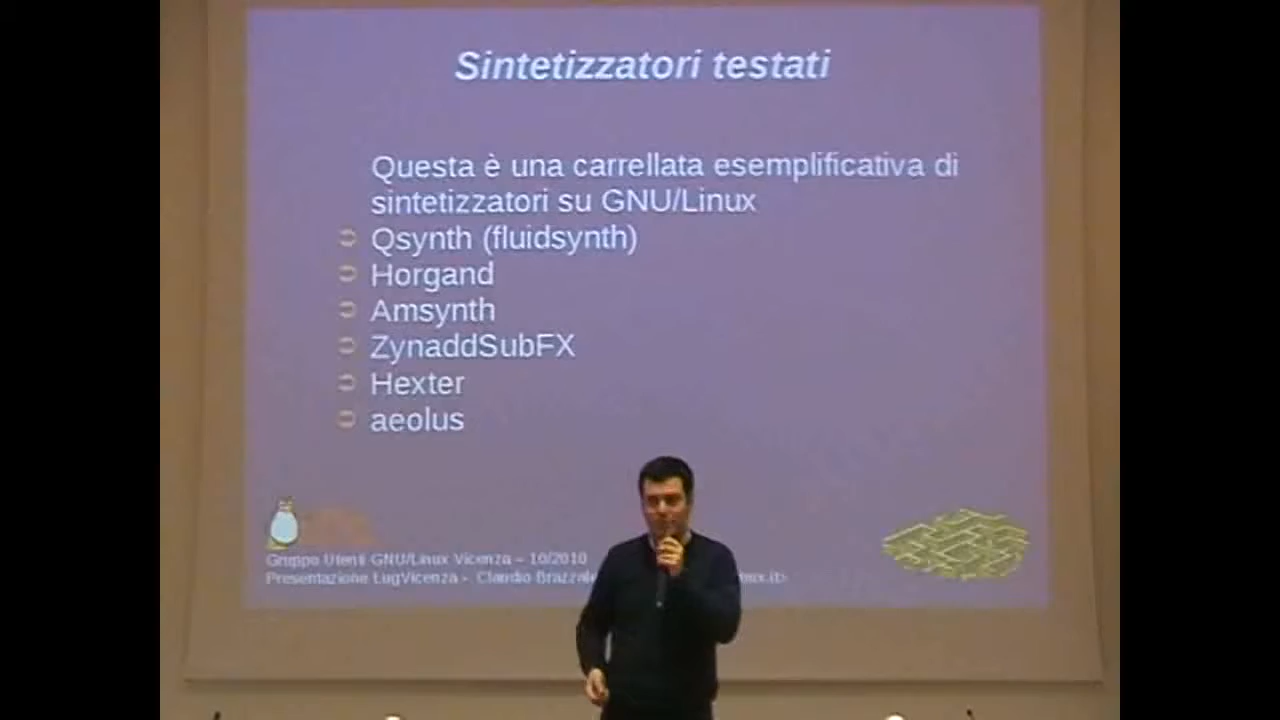 Sintetizzatori testati
Questa è una carrellata esemplificativa di
sintetizzatori su GNU/Linux
Qsynth (fluidsynth)
Horgand
Amsynth
ZynaddSubFX
Hexter
aeolus
Gruppo Utenti GNU/Linux Vicenza – 10/2010
Presentazione LugVicenza - Claudio